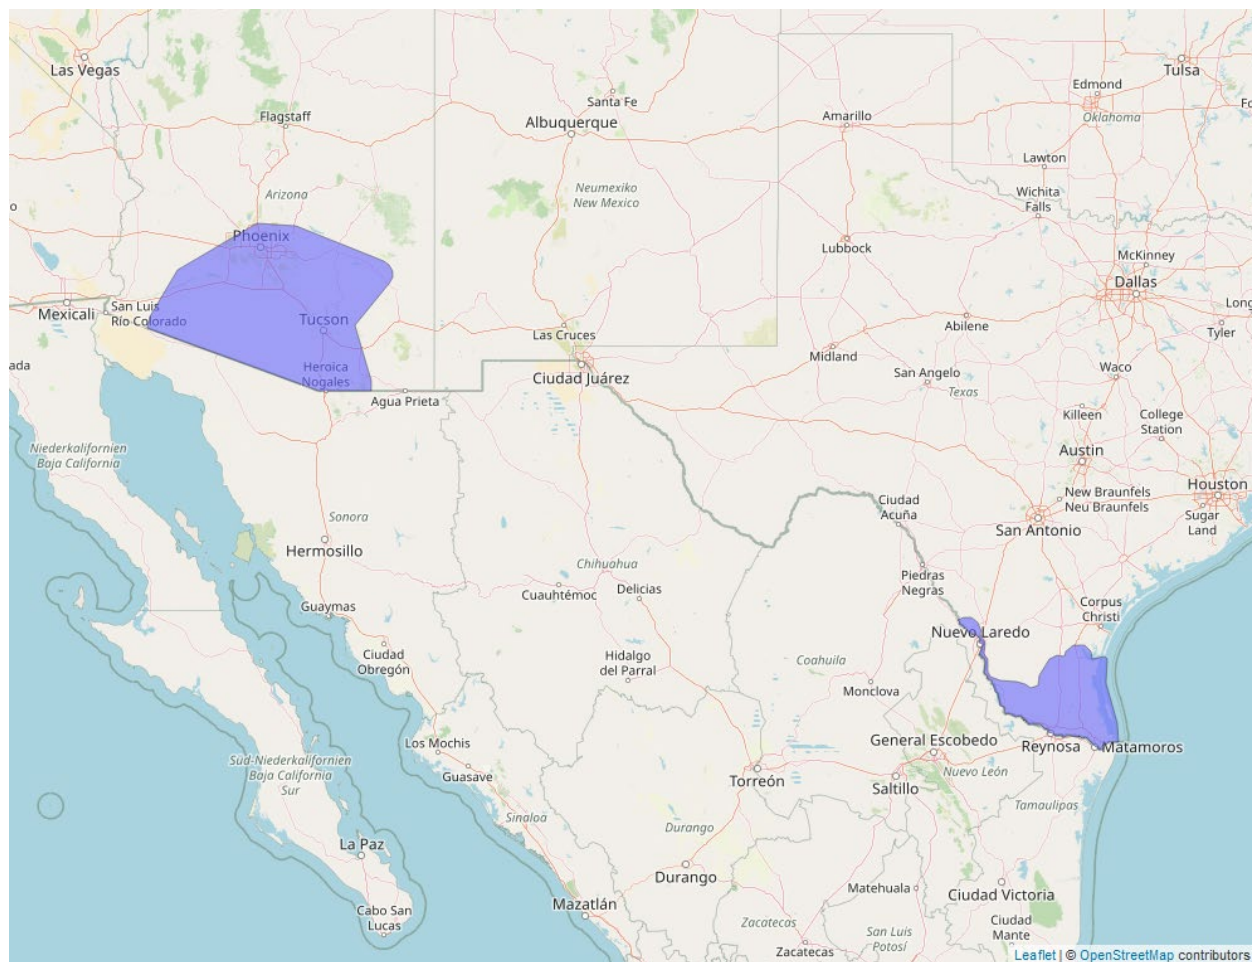 Las Vegas
Tulsa
Edmond
Santa Fe
Fo
Flagstaff
Albuquerque
Amarillo
Oklahoma
Lawton
Arizona
Neumexiko
New Mexico
Wichita
Falls
o
Phoenix
Lubbock
McKinney
Dallas
Mexicali
San Luis
Río Colorado
Tucson
Long
Las Cruces
Abilene
Tyler
Midland
ada
Heroica
Nogales
Ciudad Juárez
San Angelo
Texas
Waco
Agua Prieta
Killeen
College
Station
Niederkalifornien
Baja California
Austin
Houston
New Braunfels
Neu Braunfels
Ciudad
Acuña
Sonora
San Antonio
Sugar
Land
Hermosillo
Chihuahua
Piedras
Negras
Cuauhtémoc
Delicias
Guaymas
Corpus
Christi
Nuevo Laredo
Ciudad
Obregón
Hidalgo
del Parral
Coahuila
Monclova
Los Mochis
General Escobedo
Reynosa
Matamoros
Süd-Niederkalifornien
Baja California
Sur
Guasave
Torreón
Nuevo León
Saltillo
Sinaloa
Tamaulipas
Durango
La Paz
Durango
Matehuala
Ciudad Victoria
Mazatlán
Cabo San
Lucas
Zacatecas
Ciudad
Mante
San Luis
Potosí
Zacatecas
Leaflet | © OpenStreetMap contributors